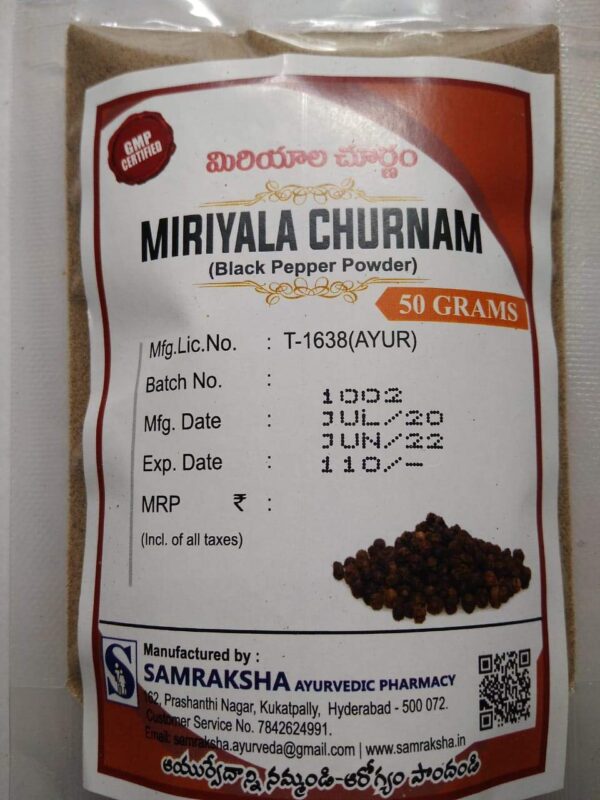 GMP
CERTIFIED
మిరియాల చూర్ణం
MIRIYALA CHURNAM
(Black Pepper Powder)
50 GRAMS
Mfg.Lic.No. : T-1638(AYUR)
Batch No. : 1002
Mfg. Date : JUL/20
Exp. Date : JUN/22
MRP ₹ : 110/-
(Incl. of all taxes)
S
Manufactured by :
SAMRAKSHA AYURVEDIC PHARMACY
162, Prashanthi Nagar, Kukatpally, Hyderabad - 500 072.
Customer Service No. 7842624991.
Email: samraksha.ayurveda@gmail.com | www.samraksha.in
ఆయుర్వేదాన్ని నమ్మండి-ఆరోగ్యం పొందండి